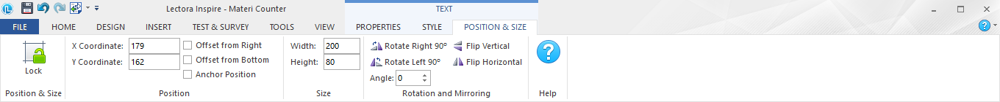 Lectora Inspire - Materi Counter
TEXT
FILE HOME DESIGN INSERT TEST & SURVEY TOOLS VIEW PROPERTIES STYLE POSITION & SIZE
X Coordinate: 179 Offset from Right Width: 200 Rotate Right 90º Flip Vertical
Y Coordinate: 162 Offset from Bottom Height: 80 Rotate Left 90º Flip Horizontal
Lock Anchor Position Angle: 0
Position & Size Position Size Rotation and Mirroring Help